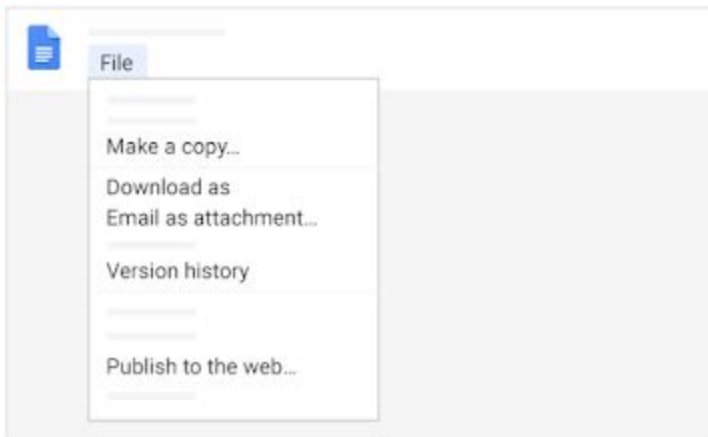 File
Make a copy...
Download as
Email as attachment...
Version history
Publish to the web...